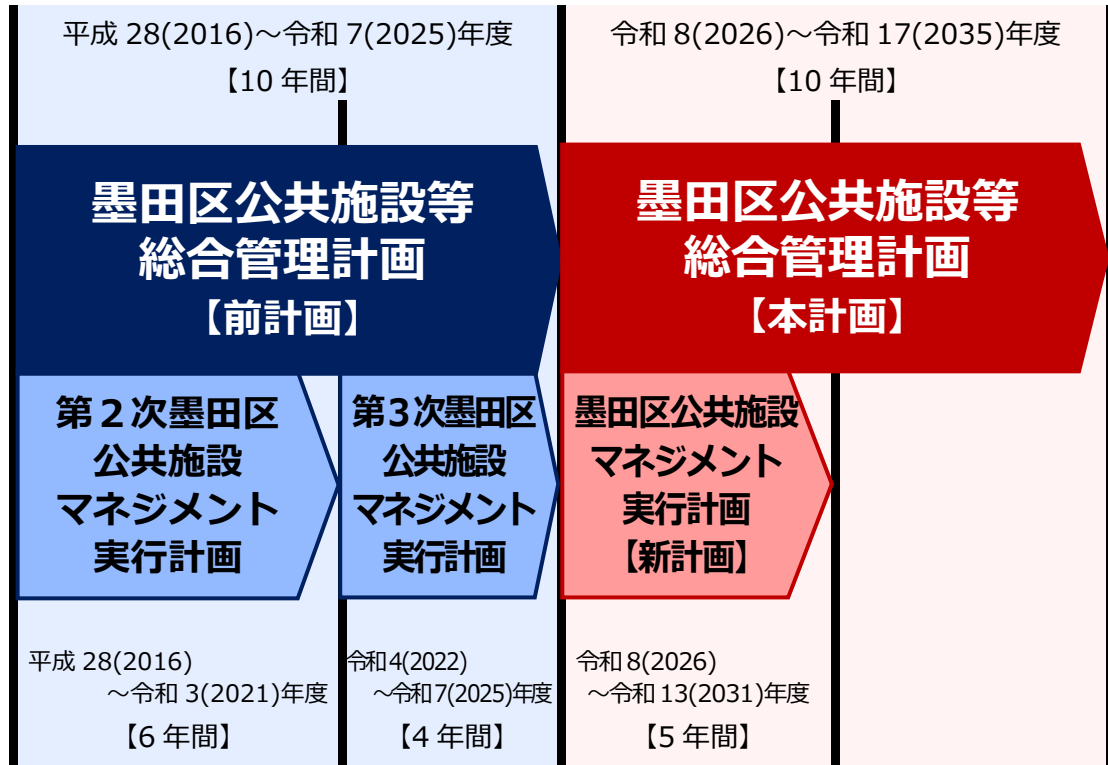 平成 28(2016)～令和 7(2025)年度
【10 年間】
令和 8(2026)～令和 17(2035)年度
【10 年間】
墨田区公共施設等
総合管理計画
【前計画】
墨田区公共施設等
総合管理計画
【本計画】
第２次墨田区
公共施設
マネジメント
実行計画
第3次墨田区
公共施設
マネジメント
実行計画
墨田区公共施設
マネジメント
実行計画
【新計画】
平成 28(2016)
～令和 3(2021)年度
【6 年間】
令和4(2022)
～令和7(2025)年度
【4 年間】
令和 8(2026)
～令和 13(2031)年度
【5 年間】